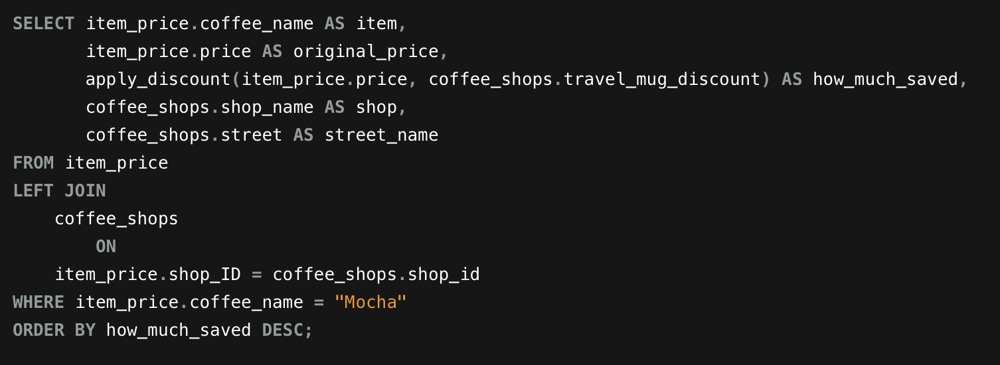 SELECT item_price.coffee_name AS item,
       item_price.price AS original_price,
       apply_discount(item_price.price, coffee_shops.travel_mug_discount) AS how_much_saved,
       coffee_shops.shop_name AS shop,
       coffee_shops.street AS street_name
FROM item_price
LEFT JOIN
    coffee_shops
        ON
    item_price.shop_ID = coffee_shops.shop_id
WHERE item_price.coffee_name = "Mocha"
ORDER BY how_much_saved DESC;